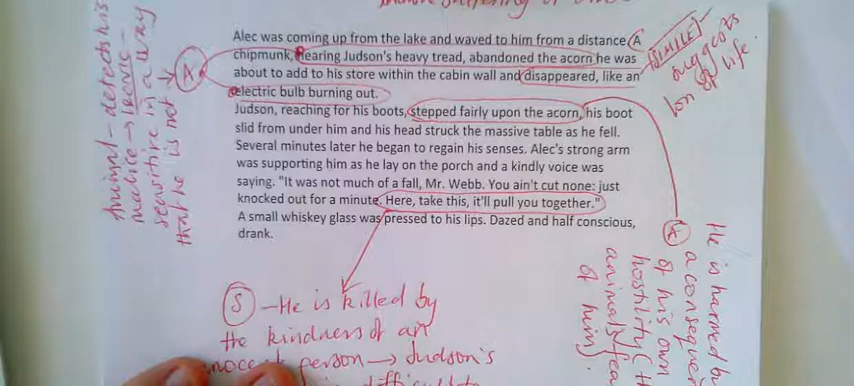 Alec was coming up from the lake and waved to him from a distance. A
chipmunk, hearing Judson's heavy tread, abandoned the acorn he was
about to add to his store within the cabin wall and disappeared, like an
electric bulb burning out.
Judson, reaching for his boots, stepped fairly upon the acorn, his boot
slid from under him and his head struck the massive table as he fell.
Several minutes later he began to regain his senses. Alec's strong arm
was supporting him as he lay on the porch and a kindly voice was
saying. "It was not much of a fall, Mr. Webb. You ain't cut none: just
knocked out for a minute. Here, take this, it'll pull you together."
A small whiskey glass was pressed to his lips. Dazed and half conscious,
drank.
Animal - detects his
malice →
sensitive in a way
that he is not
A
SIMILE -
suggests
loss of life.
A
He is harmed by
a consequen
of his own
hostility (
animals fea
of him).
S - He is killed by
the kindness of an
person → Judson's
difficult to